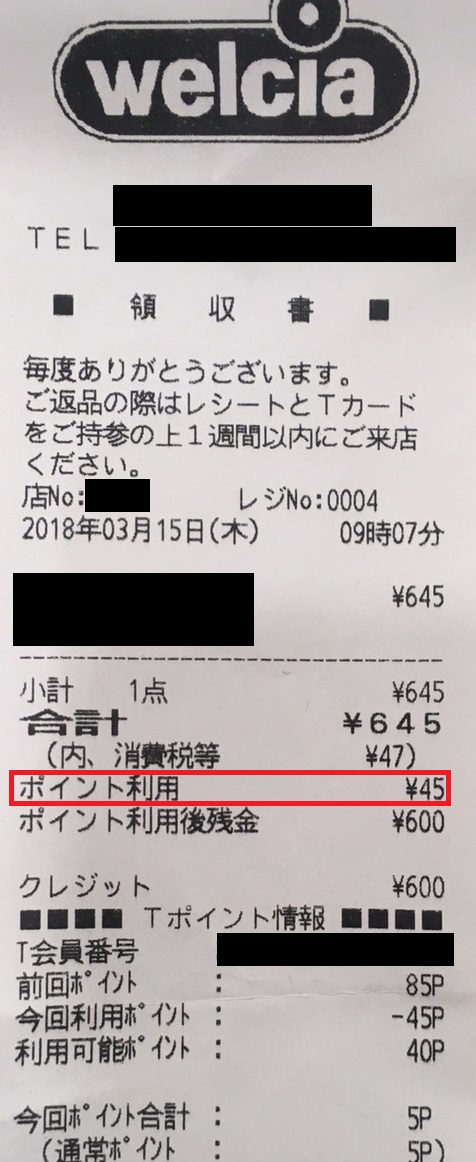 welcia
TEL
■ 領 収 書 ■
毎度ありがとうございます。
ご返品の際はレシートとTカード
をご持参の上1週間以内にご来店
ください。
店No: レジNo:0004
2018年03月15日(木) 09時07分
¥645
小計 1点 ¥645
合計 ¥645
(内、消費税等 ¥47)
ポイント利用 ¥45
ポイント利用後残金 ¥600
クレジット ¥600
■■■■ Tポイント情報 ■■■■
T会員番号
前回ポイント : 85P
今回利用ポイント : -45P
利用可能ポイント : 40P
今回ポイント合計 : 5P
(通常ポイント : 5P)